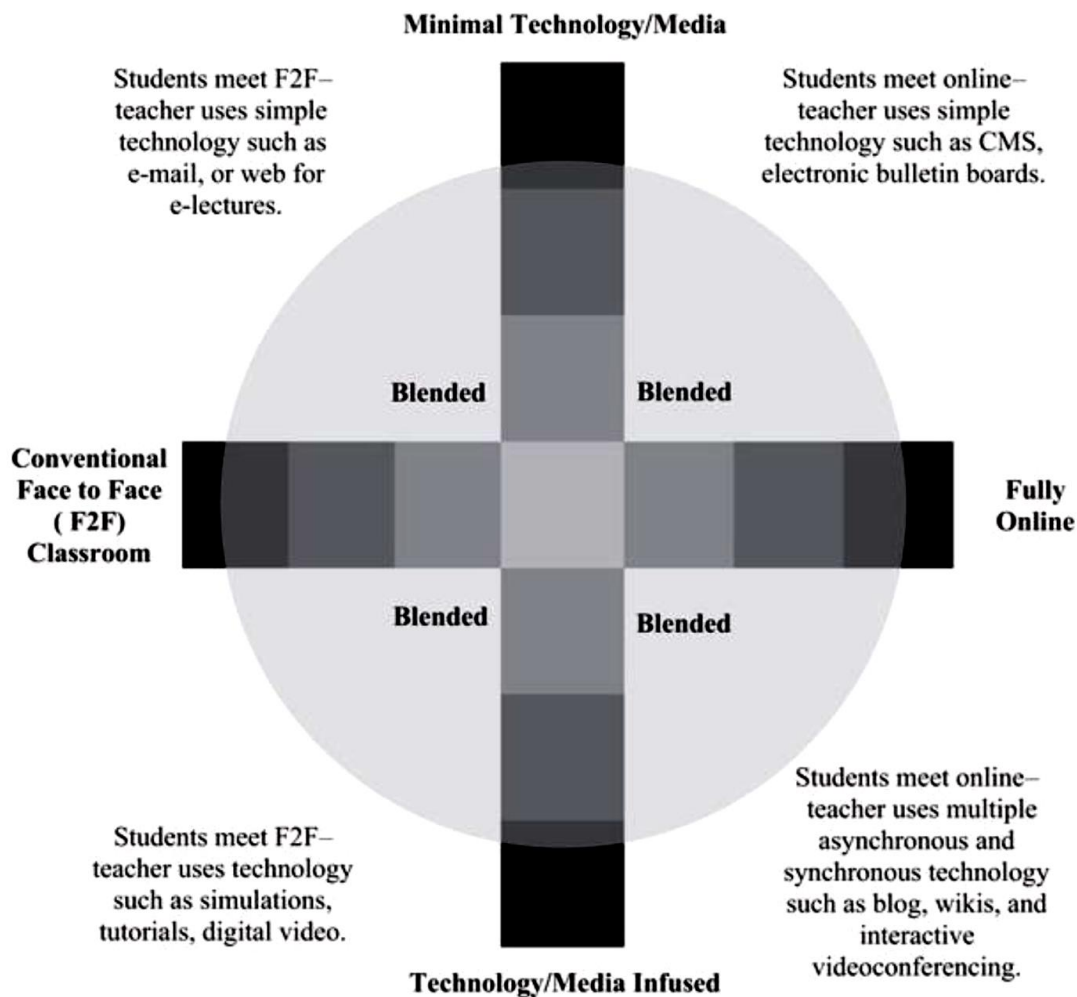 Minimal Technology/Media
Students meet F2F–
teacher uses simple
technology such as
e-mail, or web for
e-lectures.
Students meet online–
teacher uses simple
technology such as CMS,
electronic bulletin boards.
Blended
Blended
Conventional
Face to Face
( F2F)
Classroom
Fully
Online
Blended
Blended
Students meet F2F–
teacher uses technology
such as simulations,
tutorials, digital video.
Students meet online–
teacher uses multiple
asynchronous and
synchronous technology
such as blog, wikis, and
interactive
videoconferencing.
Technology/Media Infused